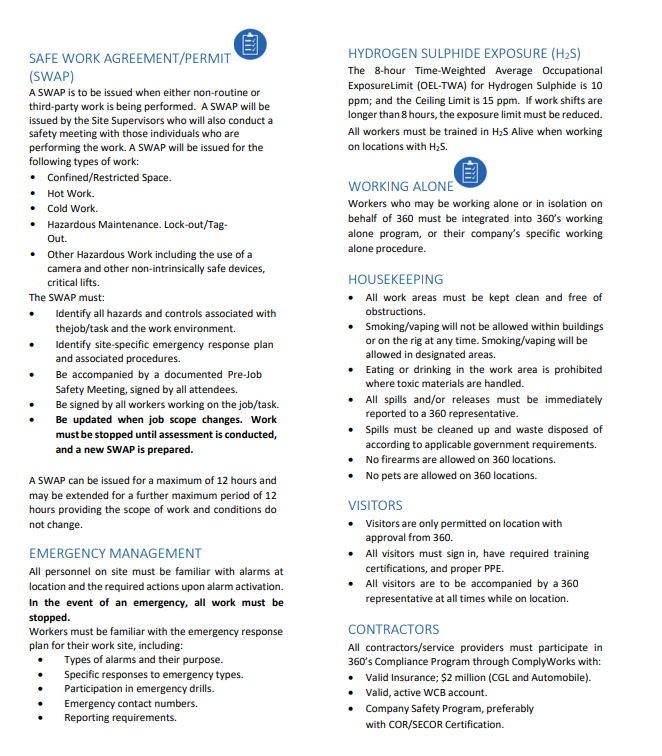 SAFE WORK AGREEMENT/PERMIT
(SWAP)
A SWAP is to be issued when either non-routine or
third-party work is being performed. A SWAP will be
issued by the Site Supervisors who will also conduct a
safety meeting with those individuals who are
performing the work. A SWAP will be issued for the
following types of work:
• Confined/Restricted Space.
• Hot Work.
• Cold Work.
• Hazardous Maintenance. Lock-out/Tag-
Out.
• Other Hazardous Work including the use of a
camera and other non-intrinsically safe devices,
critical lifts.
The SWAP must:
• Identify all hazards and controls associated with
thejob/task and the work environment.
• Identify site-specific emergency response plan
and associated procedures.
• Be accompanied by a documented Pre-Job
Safety Meeting, signed by all attendees.
• Be signed by all workers working on the job/task.
• Be updated when job scope changes. Work
must be stopped until assessment is conducted,
and a new SWAP is prepared.
A SWAP can be issued for a maximum of 12 hours and
may be extended for a further maximum period of 12
hours providing the scope of work and conditions do
not change.
EMERGENCY MANAGEMENT
All personnel on site must be familiar with alarms at
location and the required actions upon alarm activation.
In the event of an emergency, all work must be
stopped.
Workers must be familiar with the emergency response
plan for their work site, including:
• Types of alarms and their purpose.
• Specific responses to emergency types.
• Participation in emergency drills.
• Emergency contact numbers.
• Reporting requirements.
HYDROGEN SULPHIDE EXPOSURE (H₂S)
The 8-hour Time-Weighted Average Occupational
ExposureLimit (OEL-TWA) for Hydrogen Sulphide is 10
ppm; and the Ceiling Limit is 15 ppm. If work shifts are
longer than 8 hours, the exposure limit must be reduced.
All workers must be trained in H₂S Alive when working
on locations with H₂S.
WORKING ALONE
Workers who may be working alone or in isolation on
behalf of 360 must be integrated into 360's working
alone program, or their company's specific working
alone procedure.
HOUSEKEEPING
• All work areas must be kept clean and free of
obstructions.
• Smoking/vaping will not be allowed within buildings
or on the rig at any time. Smoking/vaping will be
allowed in designated areas.
• Eating or drinking in the work area is prohibited
where toxic materials are handled.
• All spills and/or releases must be immediately
reported to a 360 representative.
• Spills must be cleaned up and waste disposed of
according to applicable government requirements.
• No firearms are allowed on 360 locations.
• No pets are allowed on 360 locations.
VISITORS
• Visitors are only permitted on location with
approval from 360.
• All visitors must sign in, have required training
certifications, and proper PPE.
• All visitors are to be accompanied by a 360
representative at all times while on location.
CONTRACTORS
All contractors/service providers must participate in
360's Compliance Program through ComplyWorks with:
• Valid Insurance; $2 million (CGL and Automobile).
• Valid, active WCB account.
• Company Safety Program, preferably
with COR/SECOR Certification.